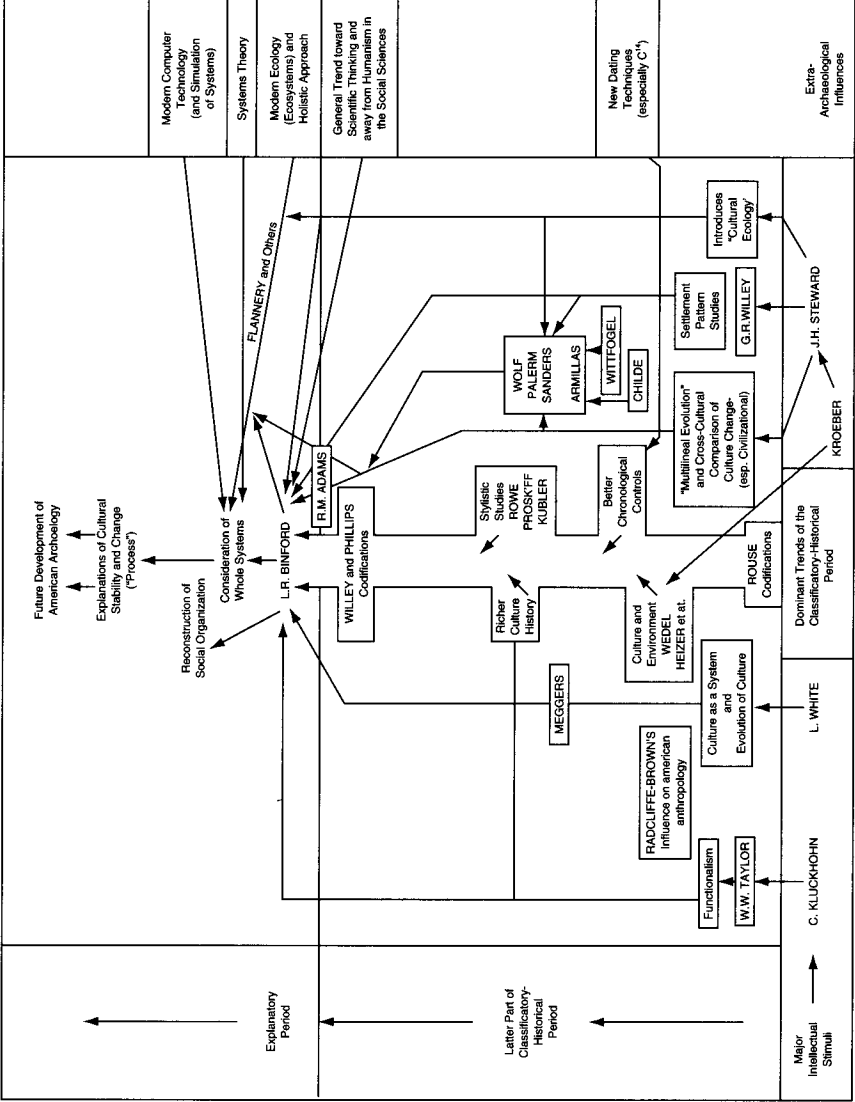 Future Development of
American Archoelogy
Explanations of Cultural
Stability and Change
("Process")
Consideration of
Whole Systems
Reconstruction of
Social Organization
L.R. BINFORD
FLANNERY and Others
R.M. ADAMS
WILLEY and PHILLIPS
Codifications
Modern Computer
Technology
(and Simulation
of Systems)
Systems Theory
Modern Ecology
(Ecosystems) and
Holistic Approach
General Trend toward
Scientific Thinking and
away from Humanism in
the Social Sciences
New Dating
Techniques
(especially C¹⁴)
Extra-
Archaeological
Influences
Explanatory
Period
Latter Part of
Classificatory-
Historical
Period
Major
Intellectual
Stimuli
MEGGERS
Richer
Culture
History
Stylistic
Studies
ROWE
PROSK'FF
KUBLER
WOLF
PALERM
SANDERS
ARMILLAS
WITTFOGEL
CHILDE
RADCLIFFE-BROWN'S
Influence on american
anthropology
Culture and
Environment
WEDEL
HEIZER et at.
Better
Chronological
Controls
Functionalism
W.W. TAYLOR
Culture as a System
and
Evolution of Culture
ROUSE
Codifications
"Multilineal Evolution"
and Cross-Cultural
Comparison of
Culture Change-
(esp. Civilizational)
Settlement
Pattern
Studies
G.R.WILLEY
Introduces
"Cultural
Ecology'
C. KLUCKHOHN
L. WHITE
Dominant Trends of the
Classificatory-Historical
Period
KROEBER
J.H. STEWARD